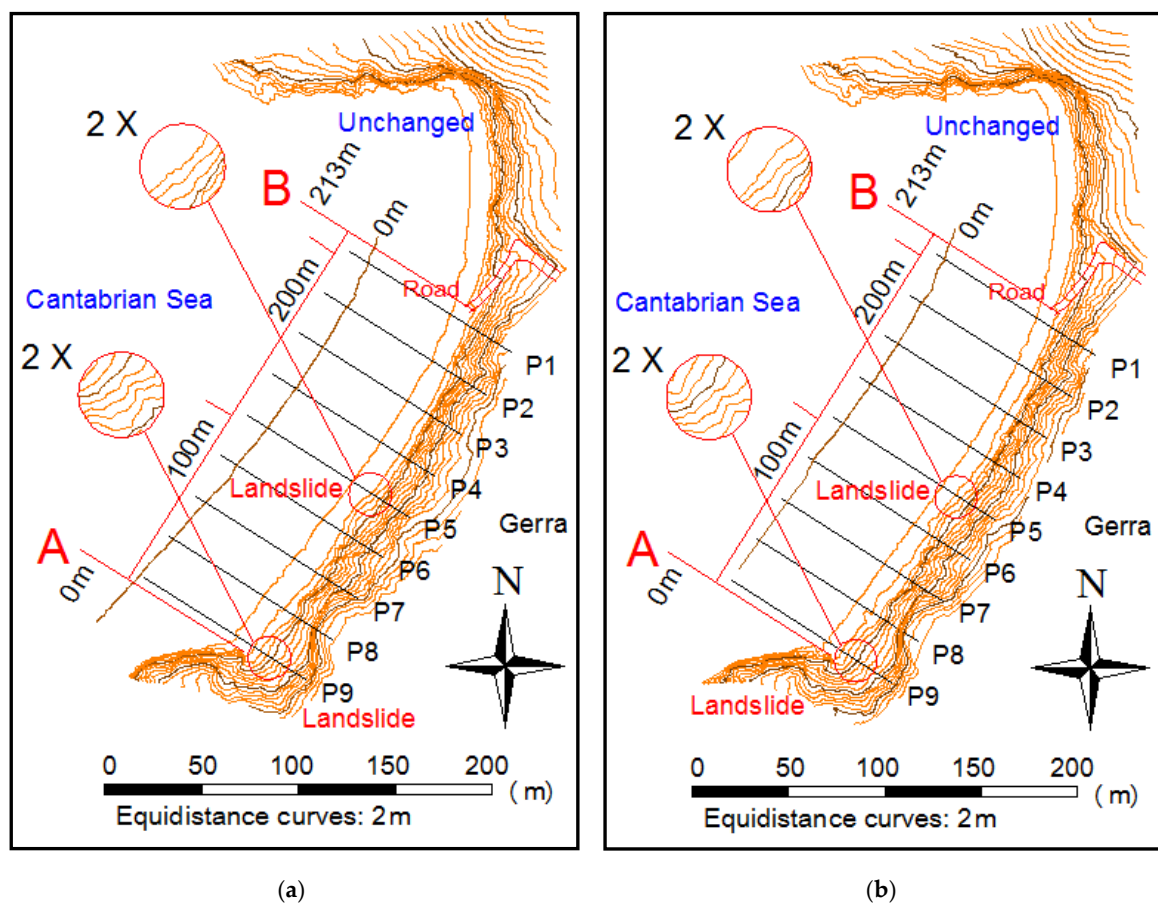 2 X
Unchanged
B
213m
0m
200m
Cantabrian Sea
Road
2 X
P1
P2
P3
100m
Landslide
P4
P5
Gerra
A
P6
0m
N
P7
P8
P9
Landslide
0 50 100 150 200
( m)
Equidistance curves: 2m
(a)
2 X
Unchanged
B
213m
0m
200m
Cantabrian Sea
Road
2 X
P1
P2
P3
100m
Landslide
P4
P5
Gerra
A
P6
0m
N
P7
P8
P9
Landslide
0 50 100 150 200
( m)
Equidistance curves: 2m
(b)